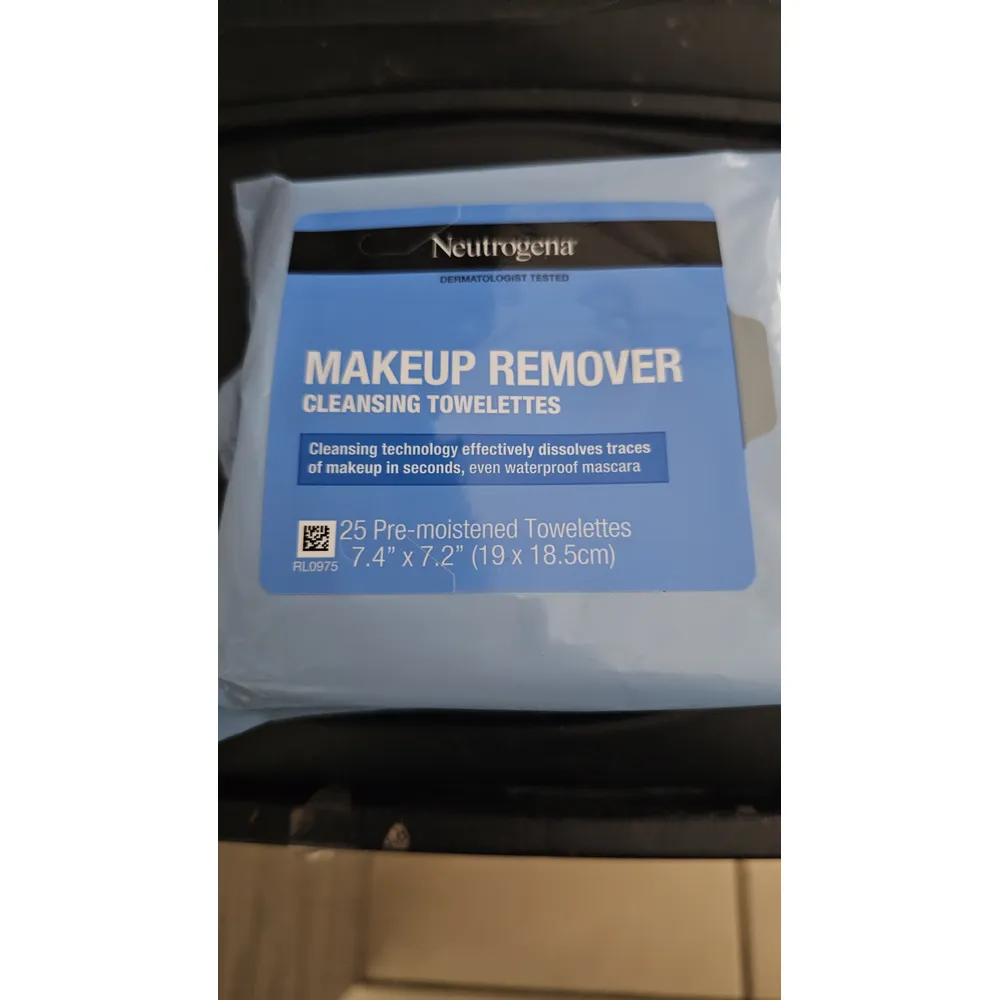 Neutrogena
DERMATOLOGIST TESTED
MAKEUP REMOVER
CLEANSING TOWELETTES
Cleansing technology effectively dissolves traces
of makeup in seconds, even waterproof mascara
25 Pre-moistened Towelettes
7.4” x 7.2” (19 x 18.5cm)
RL0975